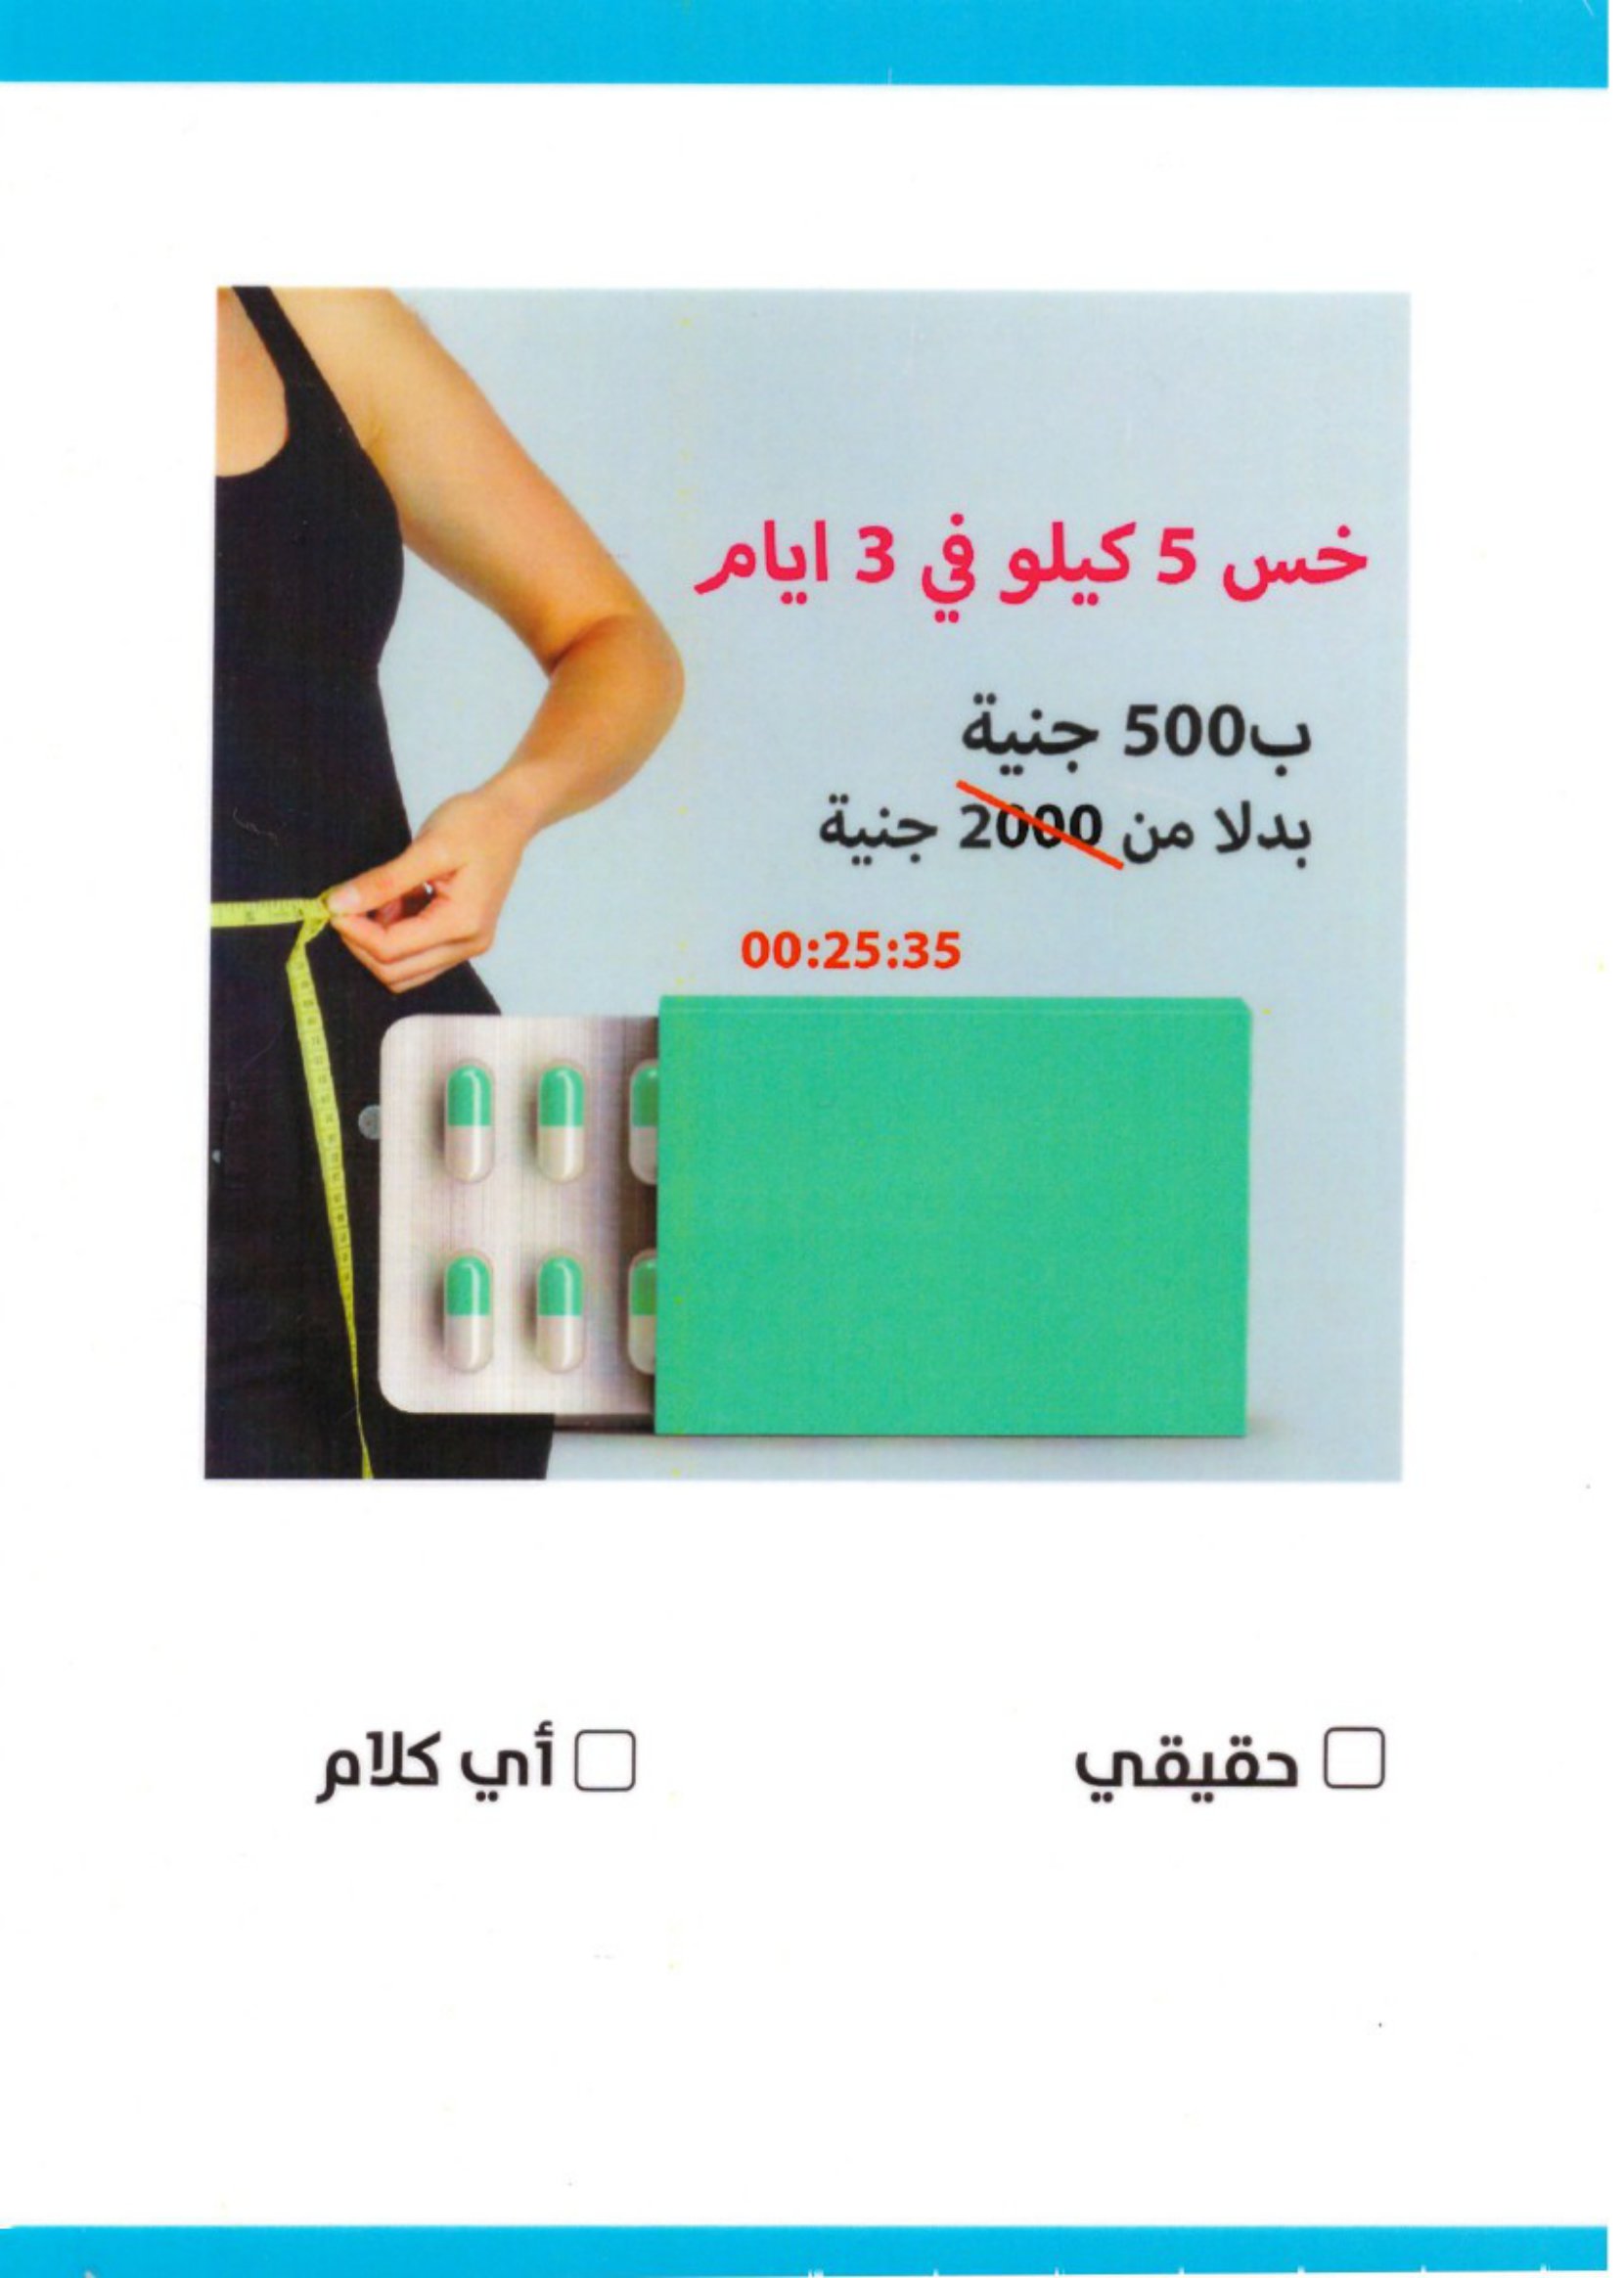 خس 5 كيلو في 3 ايام
ب500 جنية
بدلا من 2000 جنية
00:25:35
حقيقي
أي كلام